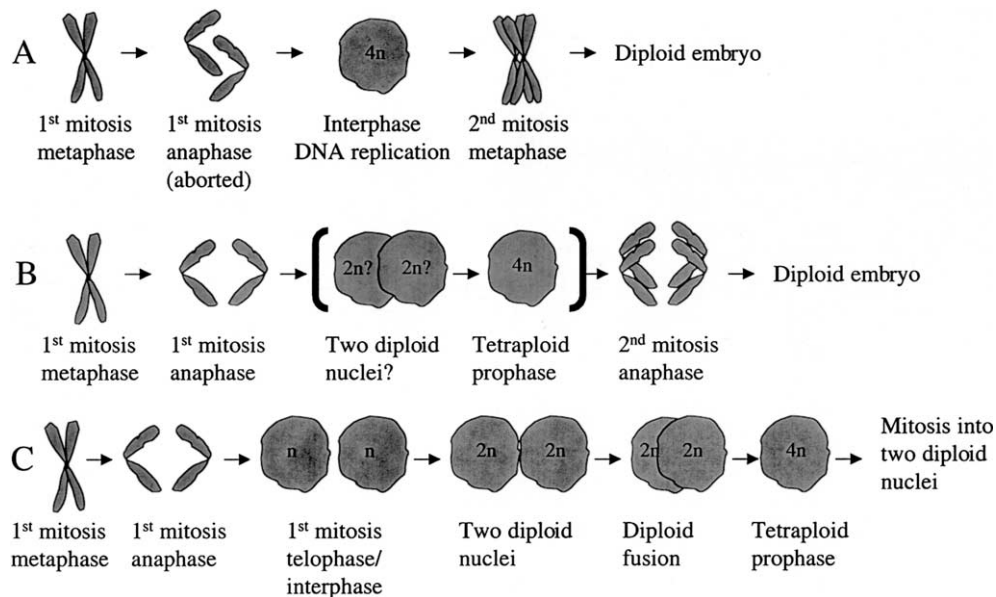 A
4n
Diploid embryo
1st mitosis metaphase
1st mitosis anaphase (aborted)
Interphase DNA replication
2nd mitosis metaphase
B
2n?
2n?
4n
Diploid embryo
1st mitosis metaphase
1st mitosis anaphase
Two diploid nuclei?
Tetraploid prophase
2nd mitosis anaphase
C
n
n
2n
2n
2n
2n
4n
Mitosis into two diploid nuclei
1st mitosis metaphase
1st mitosis anaphase
1st mitosis telophase/ interphase
Two diploid nuclei
Diploid fusion
Tetraploid prophase